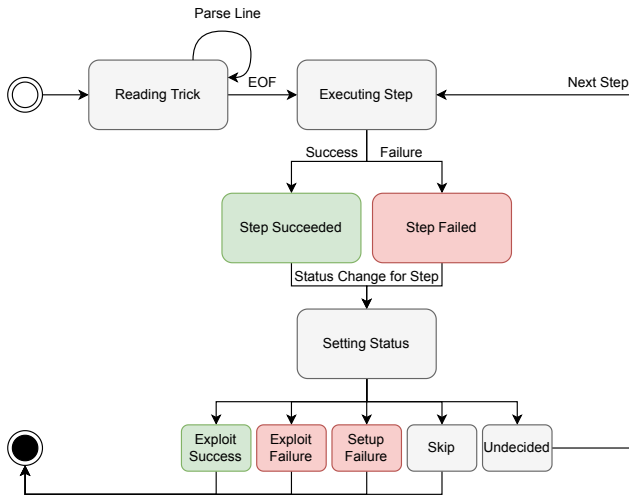 Parse Line
Reading Trick
EOF
Executing Step
Next Step
Success
Failure
Step Succeeded
Step Failed
Status Change for Step
Setting Status
Exploit
Success
Exploit
Failure
Setup
Failure
Skip
Undecided